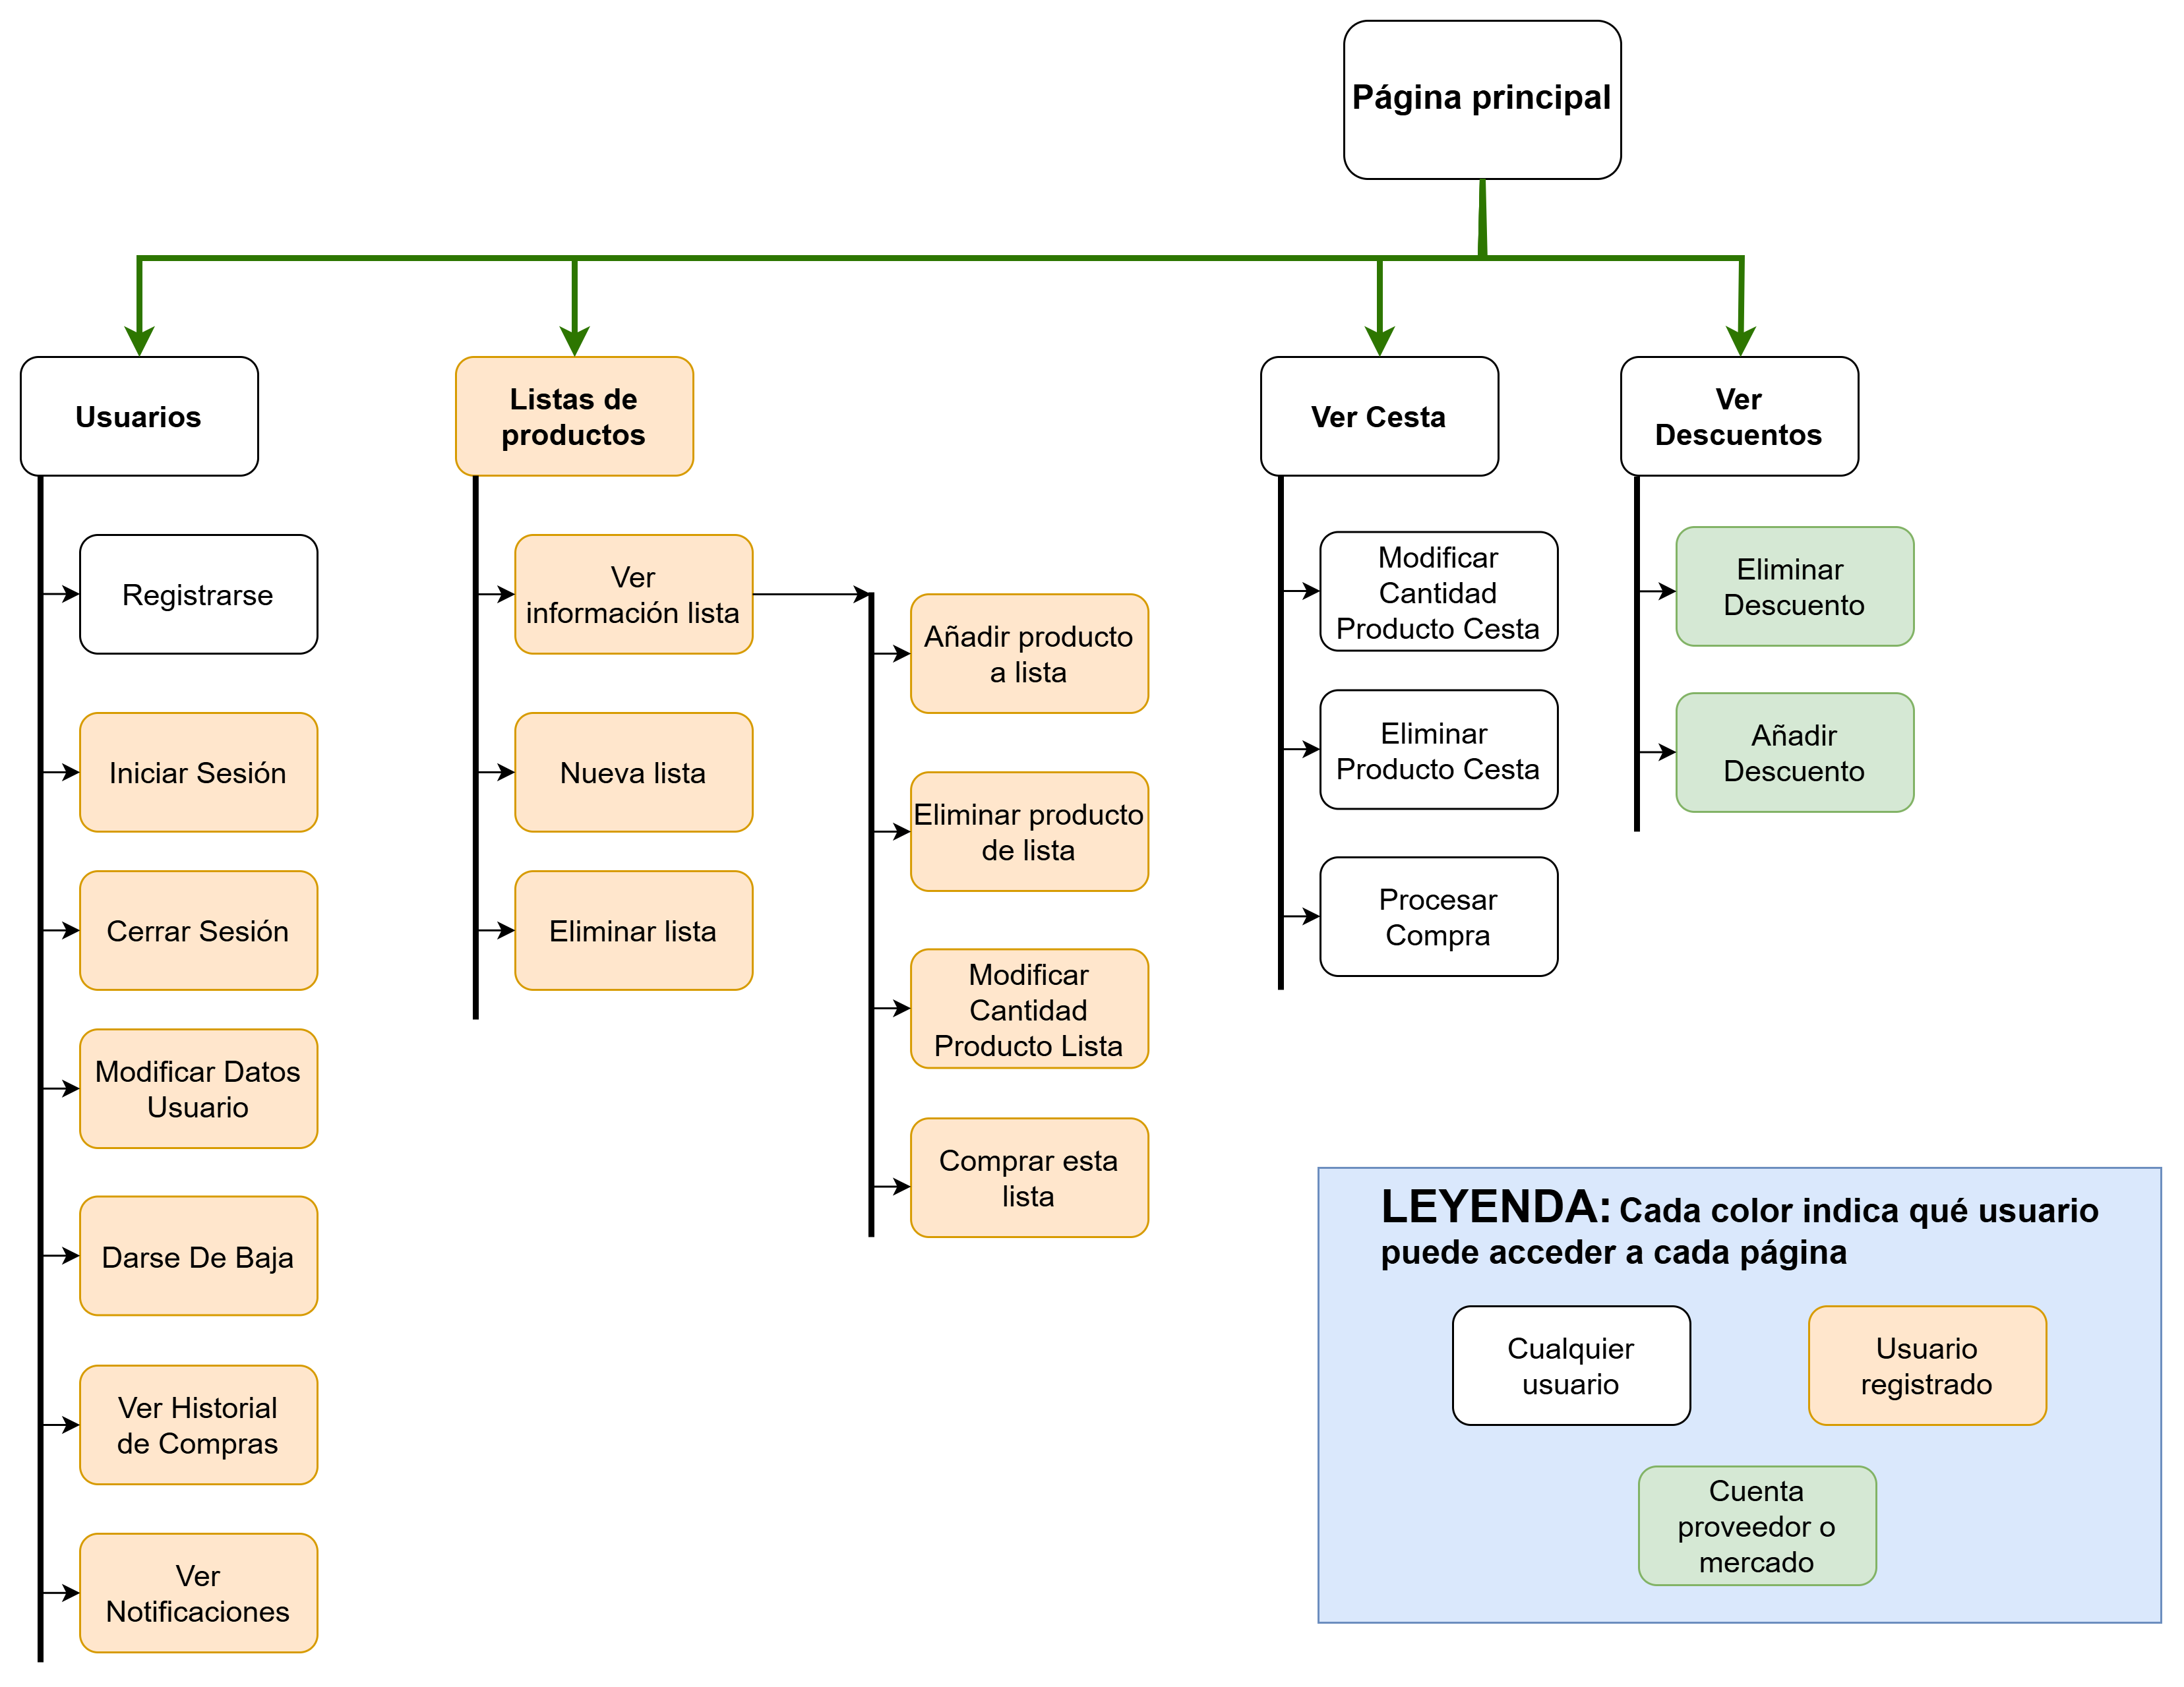 Página principal
Usuarios
Listas de
productos
Ver Cesta
Ver
Descuentos
Registrarse
Iniciar Sesión
Cerrar Sesión
Modificar Datos
Usuario
Darse De Baja
Ver Historial
de Compras
Ver
Notificaciones
Ver
información lista
Nueva lista
Eliminar lista
Añadir producto
a lista
Eliminar producto
de lista
Modificar
Cantidad
Producto Lista
Comprar esta
lista
Modificar
Cantidad
Producto Cesta
Eliminar
Producto Cesta
Procesar
Compra
Eliminar
Descuento
Añadir
Descuento
LEYENDA: Cada color indica qué usuario
puede acceder a cada página
Cualquier
usuario
Usuario
registrado
Cuenta
proveedor o
mercado